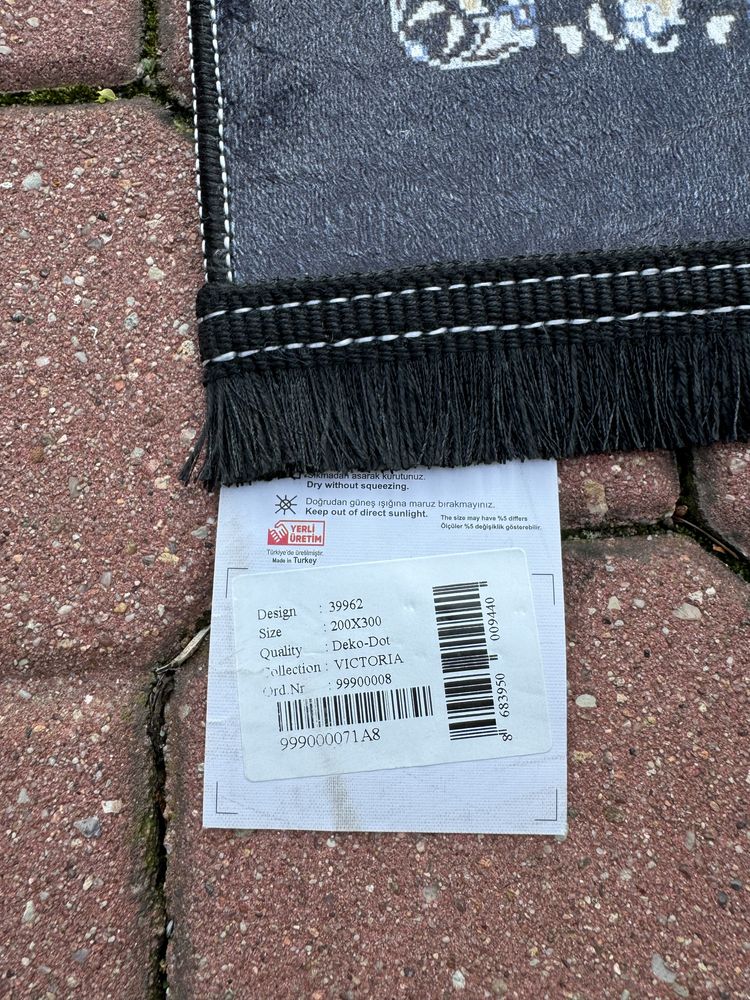 Sıkmadan asarak kurutunuz.
Dry without squeezing.
Doğrudan güneş ışığına maruz bırakmayınız.
Keep out of direct sunlight.
The size may have %5 differs
Ölçüler %5 değişiklik gösterebilir.
YERLİ
ÜRETİM
Türkiye'de üretilmiştir.
Made in Turkey
Design : 39962
Size : 200X300
Quality : Deko-Dot
Collection : VICTORIA
Ord.Nr : 99900008
999000071A8
8 683950 009440